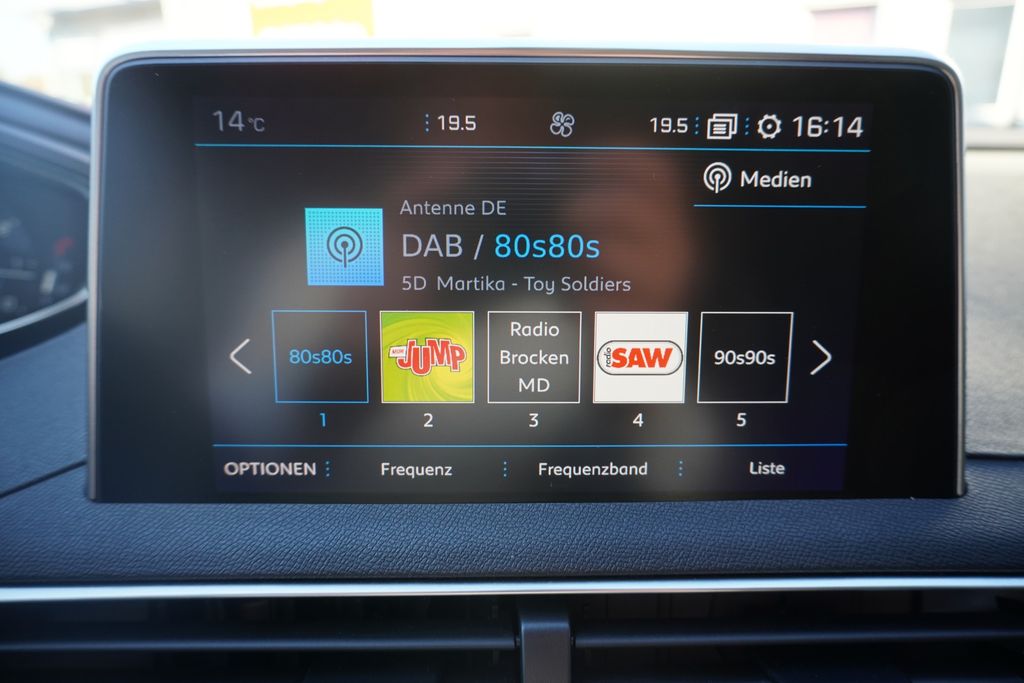 14°C
19.5
19.5
16:14
Medien
Antenne DE
DAB / 80s80s
5D Martika - Toy Soldiers
80s80s
JUMP
Radio
Brocken
MD
radio
SAW
90s90s
1
2
3
4
5
OPTIONEN
Frequenz
Frequenzband
Liste